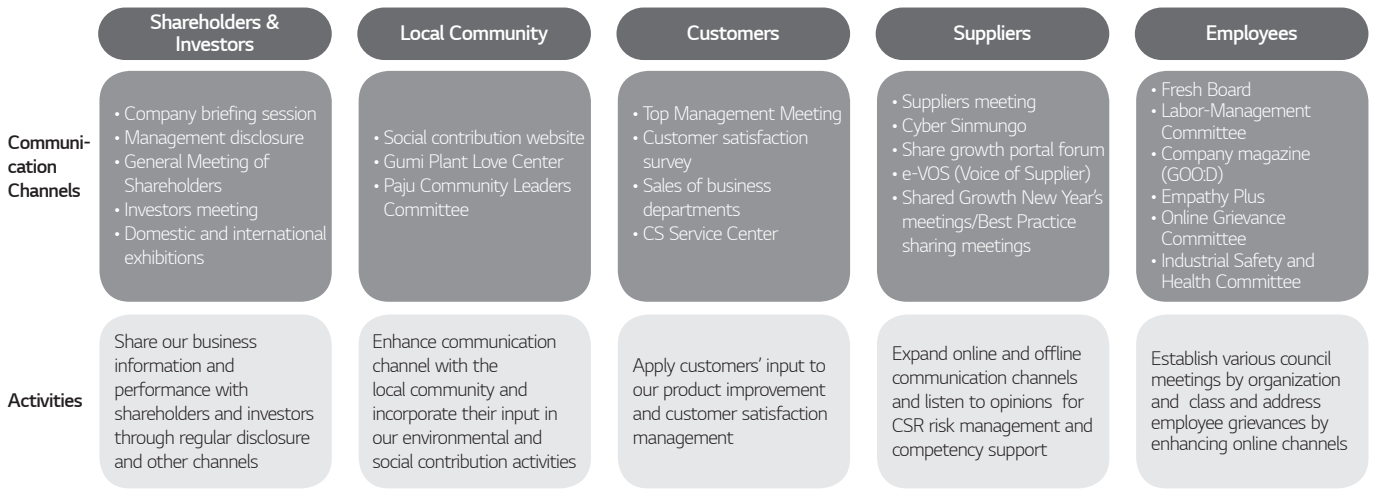 Shareholders &
Investors
Local Community
Customers
Suppliers
Employees
Communi-
cation
Channels
• Company briefing session
• Management disclosure
• General Meeting of
Shareholders
• Investors meeting
• Domestic and international
exhibitions
• Social contribution website
• Gumi Plant Love Center
• Paju Community Leaders
Committee
• Top Management Meeting
• Customer satisfaction
survey
• Sales of business
departments
• CS Service Center
• Suppliers meeting
• Cyber Sinmungo
• Share growth portal forum
• e-VOS (Voice of Supplier)
• Shared Growth New Year's
meetings/Best Practice
sharing meetings
• Fresh Board
• Labor-Management
Committee
• Company magazine
(GOO:D)
• Empathy Plus
• Online Grievance
Committee
• Industrial Safety and
Health Committee
Activities
Share our business
information and
performance with
shareholders and investors
through regular disclosure
and other channels
Enhance communication
channel with the
local community and
incorporate their input in
our environmental and
social contribution activities
Apply customers' input to
our product improvement
and customer satisfaction
management
Expand online and offline
communication channels
and listen to opinions  for
CSR risk management and
competency support
Establish various council
meetings by organization
and  class and address
employee grievances by
enhancing online channels